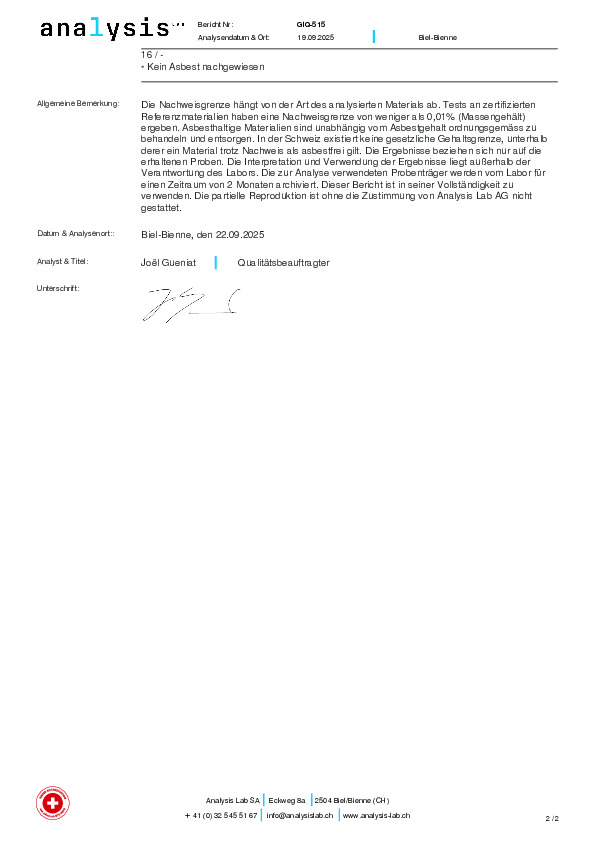 analysis
Bericht Nr: GIQ-515
Analysendatum & Ort: 19.09.2025 Biel-Bienne
16 / -
• Kein Asbest nachgewiesen
Allgemeine Bemerkung:
Die Nachweisgrenze hängt von der Art des analysierten Materials ab. Tests an zertifizierten
Referenzmaterialien haben eine Nachweisgrenze von weniger als 0,01% (Massengehält)
ergeben. Asbesthaltige Materialien sind unabhängig vom Asbestgehalt ordnungsgemäss zu
behandeln und entsorgen. In der Schweiz existiert keine gesetzliche Gehaltsgrenze, unterhalb
derer ein Material trotz Nachweis als asbestfrei gilt. Die Ergebnisse beziehen sich nur auf die
erhaltenen Proben. Die Interpretation und Verwendung der Ergebnisse liegt außerhalb der
Verantwortung des Labors. Die zur Analyse verwendeten Probenträger werden vom Labor für
einen Zeitraum von 2 Monaten archiviert. Dieser Bericht ist in seiner Vollständigkeit zu
verwenden. Die partielle Reproduktion ist ohne die Zustimmung von Analysis Lab AG nicht
gestattet.
Datum & Analysenort::
Biel-Bienne, den 22.09.2025
Analyst & Titel:
Joël Gueniat Qualitätsbeauftragter
Unterschrift:
Analysis Lab SA Eckweg 8a 2504 Biel/Bienne (CH)
+ 41 (0) 32 545 51 67 info@analysislab.ch www.analysis-lab.ch
2 / 2